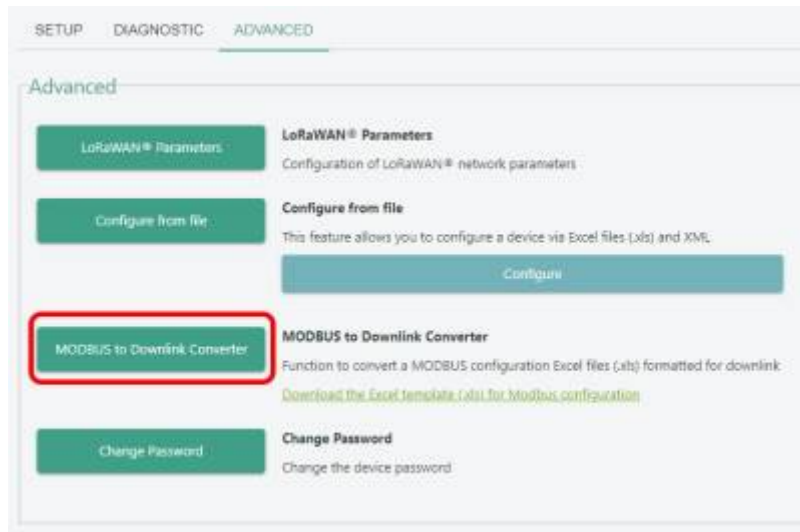 SETUP DIAGNOSTIC ADVANCED
Advanced
LoRaWAN® Parameters
LoRaWAN® Parameters
Configuration of LoRaWAN® network parameters
Configure from file
Configure from file
This feature allows you to configure a device via Excel files (.xls) and XML
Configure
MODBUS to Downlink Converter
MODBUS to Downlink Converter
Function to convert a MODBUS configuration Excel files (.xls) formatted for downlink
Download the Excel template (.xls) for Modbus configuration
Change Password
Change Password
Change the device password